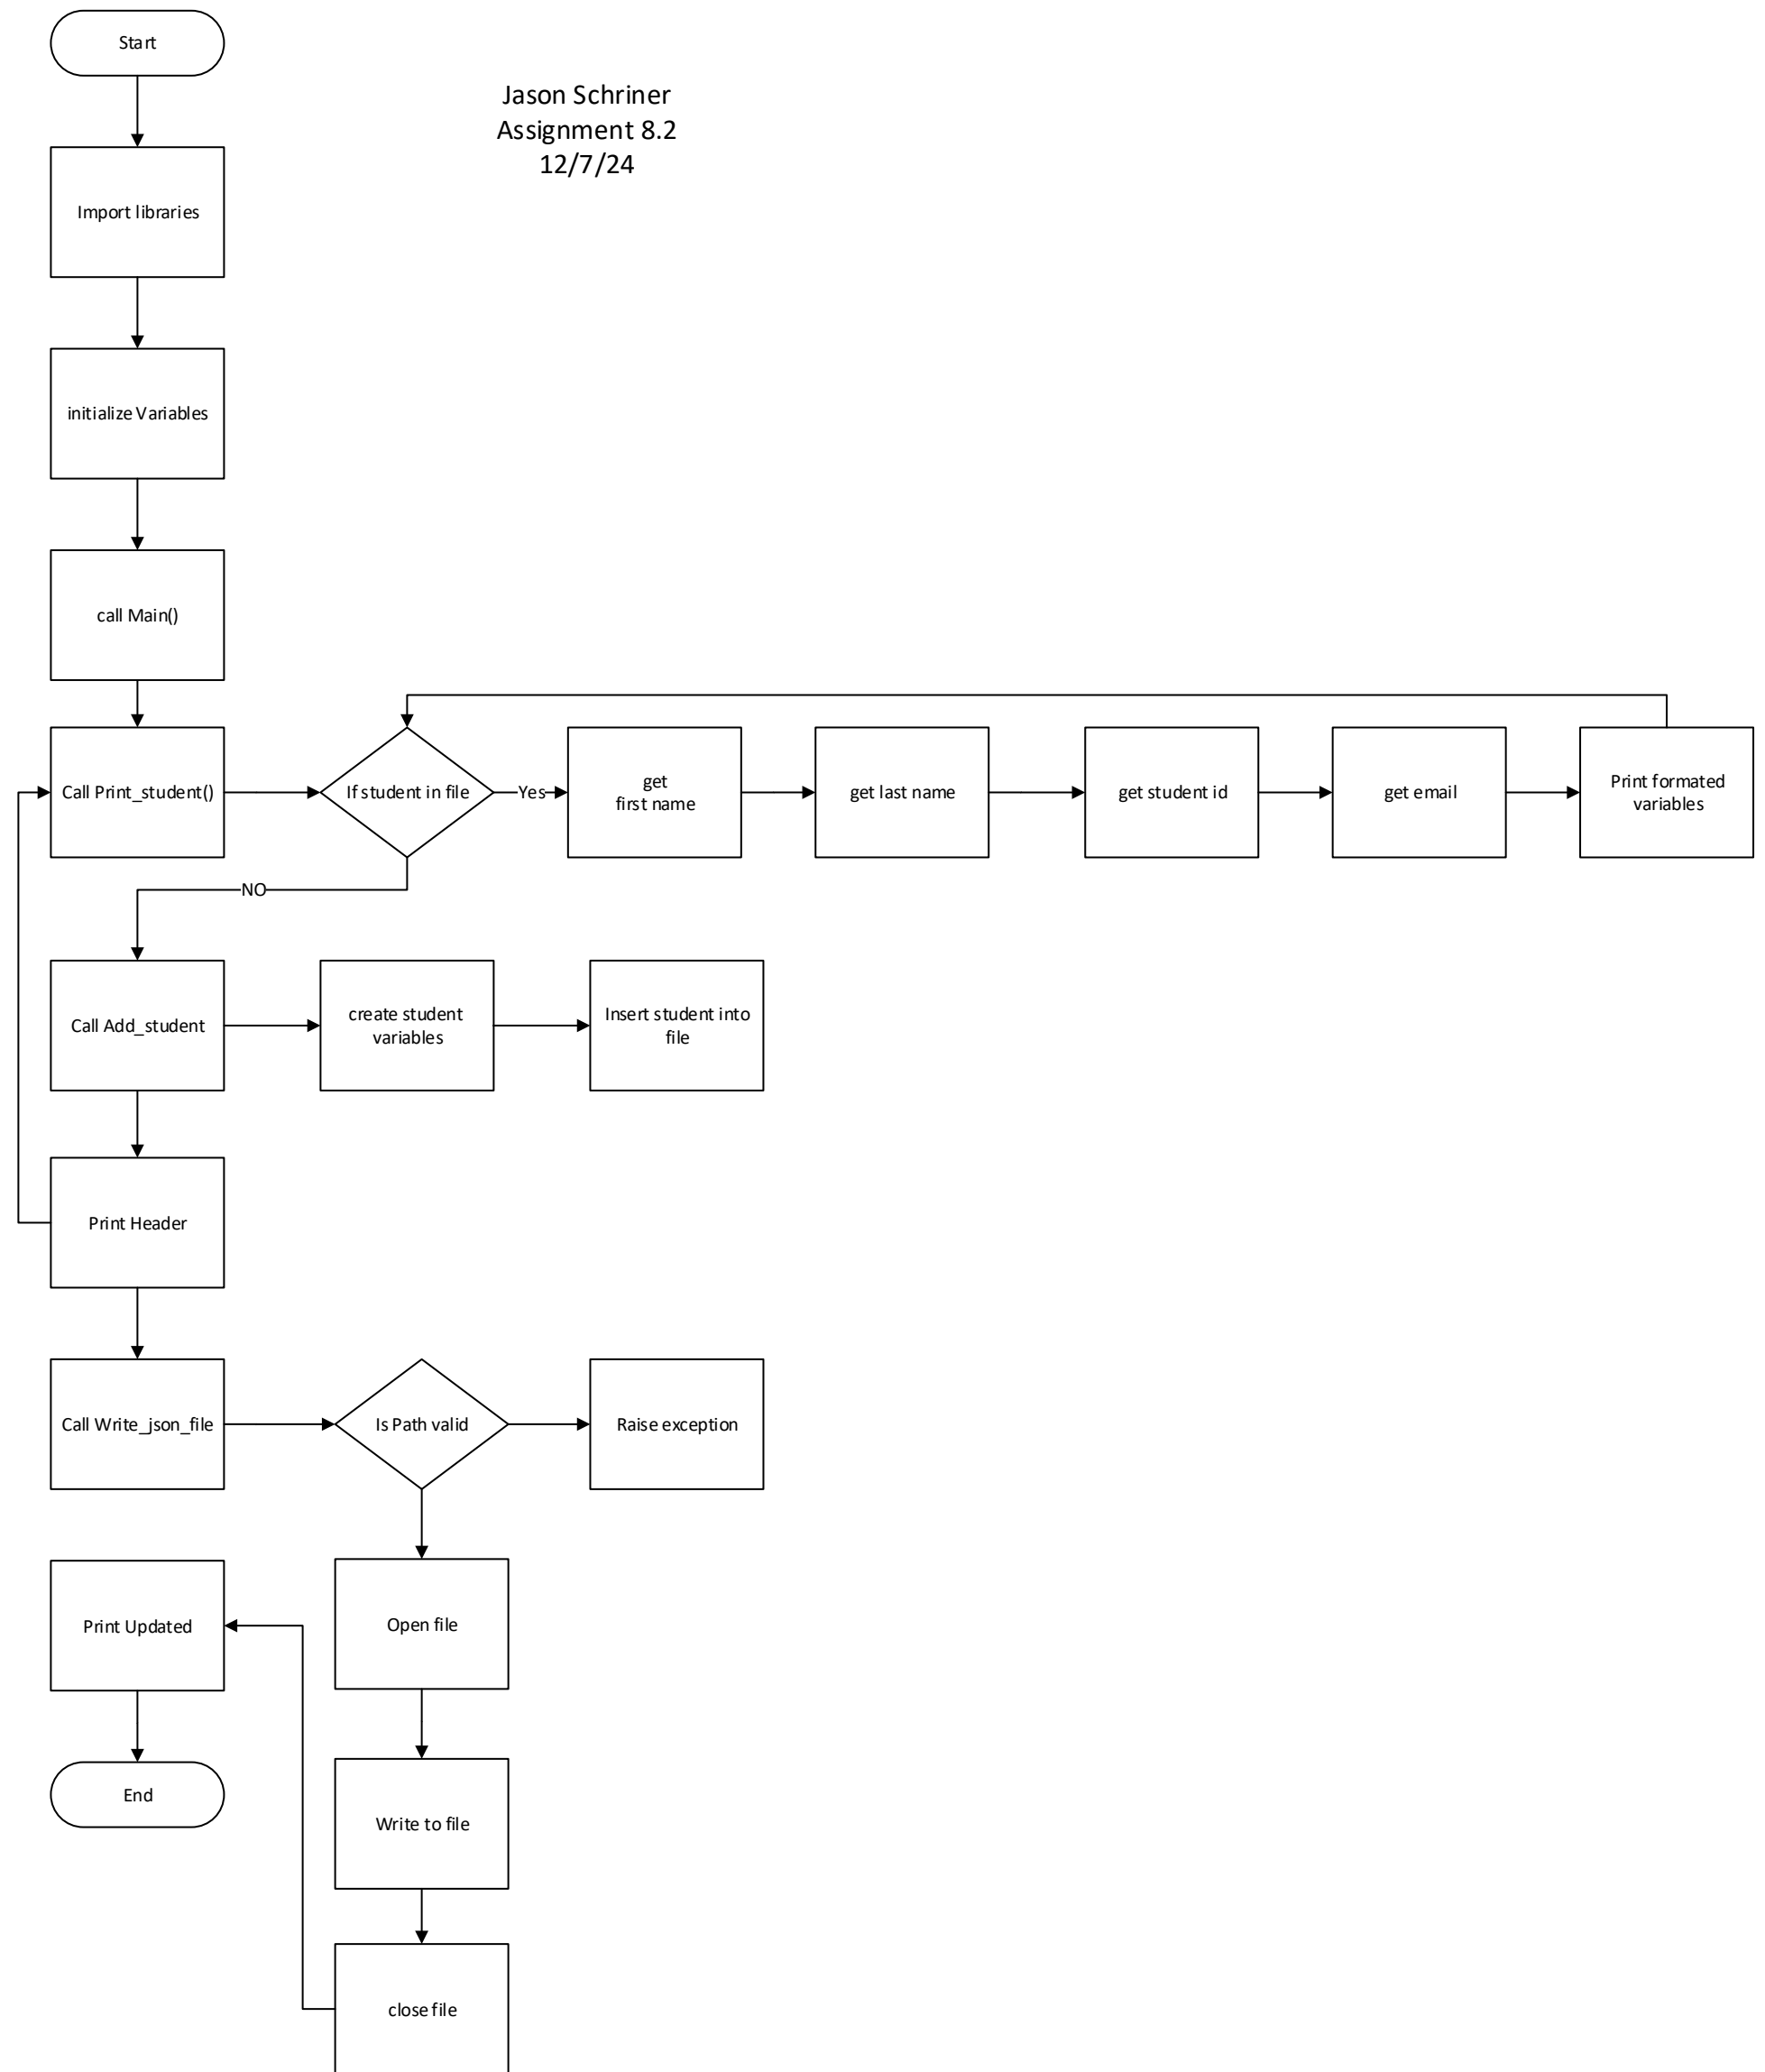 Start
Jason Schriner
Assignment 8.2
12/7/24
Import libraries
initialize Variables
call Main()
Call Print_student()
If student in file
Yes
get
first name
get last name
get student id
get email
Print formated
variables
NO
Call Add_student
create student
variables
Insert student into
file
Print Header
Call Write_json_file
Is Path valid
Raise exception
Print Updated
Open file
End
Write to file
close file